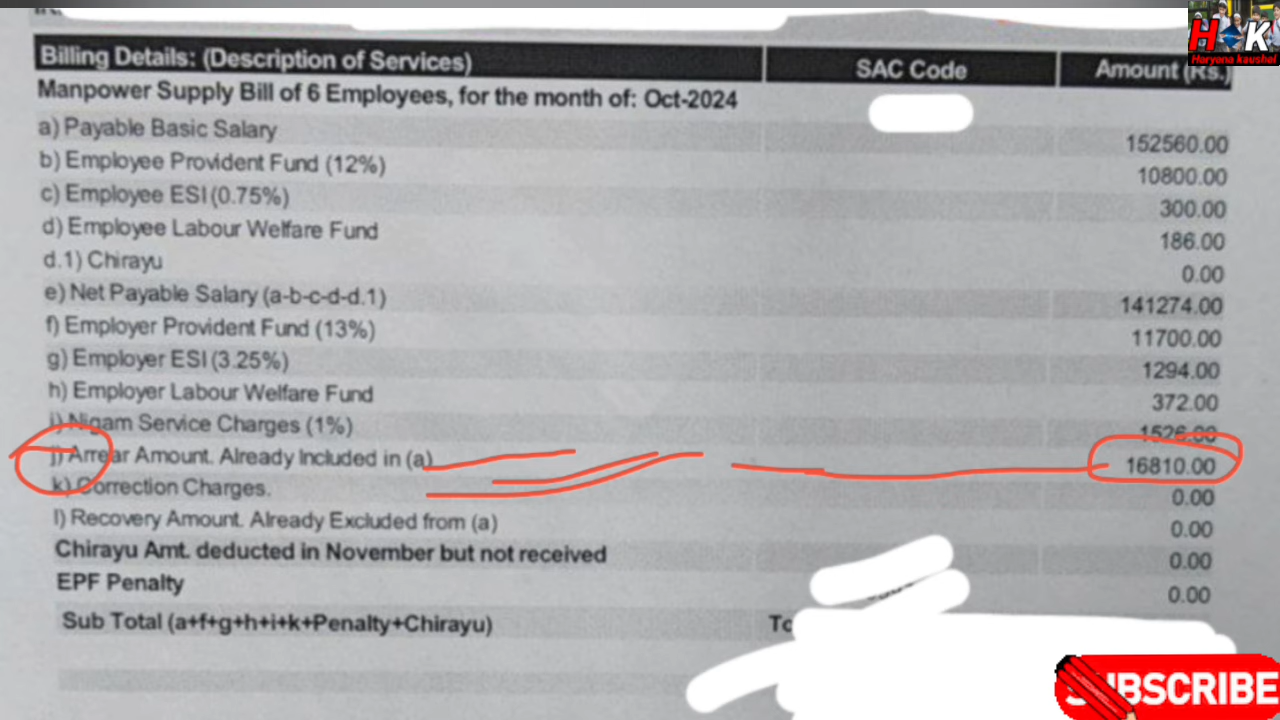 H K
Haryana kaushal
Billing Details: (Description of Services) SAC Code Amount (Rs.)
Manpower Supply Bill of 6 Employees, for the month of: Oct-2024
a) Payable Basic Salary 152560.00
b) Employee Provident Fund (12%) 10800.00
c) Employee ESI (0.75%) 300.00
d) Employee Labour Welfare Fund 186.00
d.1) Chirayu 0.00
e) Net Payable Salary (a-b-c-d-d.1) 141274.00
f) Employer Provident Fund (13%) 11700.00
g) Employer ESI (3.25%) 1294.00
h) Employer Labour Welfare Fund 372.00
i) Nigam Service Charges (1%) 1526.00
j) Arrear Amount. Already Included in (a) 16810.00
k) Correction Charges. 0.00
l) Recovery Amount. Already Excluded from (a) 0.00
Chirayu Amt. deducted in November but not received 0.00
EPF Penalty 0.00
Sub Total (a+f+g+h+i+k+Penalty+Chirayu)
SUBSCRIBE